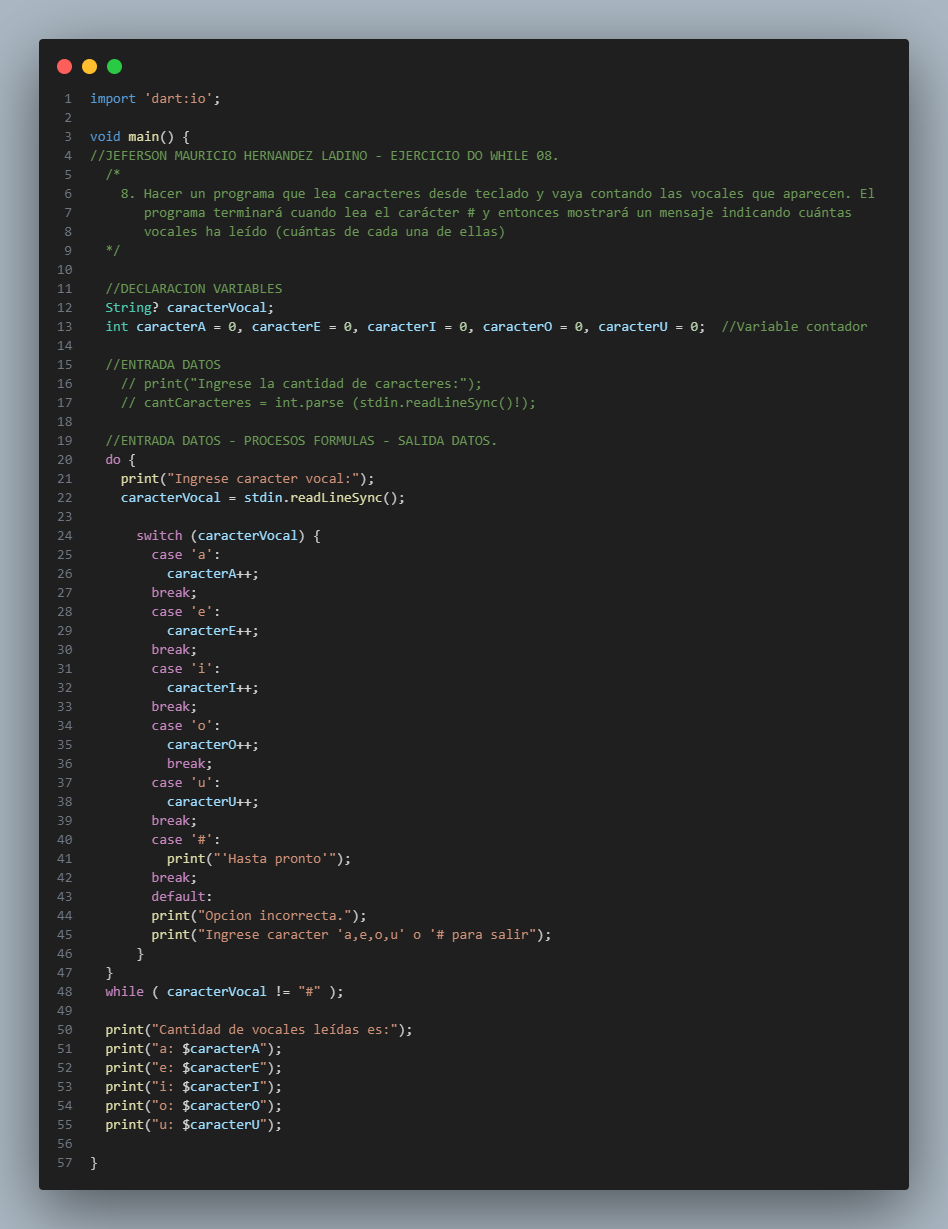 1 import 'dart:io';
2
3 void main() {
4 //JEFERSON MAURICIO HERNANDEZ LADINO - EJERCICIO DO WHILE 08.
5 /*
6 8. Hacer un programa que lea caracteres desde teclado y vaya contando las vocales que aparecen. El
7 programa terminará cuando lea el carácter # y entonces mostrará un mensaje indicando cuántas
8 vocales ha leído (cuántas de cada una de ellas)
9 */
10
11 //DECLARACION VARIABLES
12 String? caracterVocal;
13 int caracterA = 0, caracterE = 0, caracterI = 0, caracterO = 0, caracterU = 0; //Variable contador
14
15 //ENTRADA DATOS
16 // print("Ingrese la cantidad de caracteres:");
17 // cantCaracteres = int.parse (stdin.readLineSync()!);
18
19 //ENTRADA DATOS - PROCESOS FORMULAS - SALIDA DATOS.
20 do {
21 print("Ingrese caracter vocal:");
22 caracterVocal = stdin.readLineSync();
23
24 switch (caracterVocal) {
25 case 'a':
26 caracterA++;
27 break;
28 case 'e':
29 caracterE++;
30 break;
31 case 'i':
32 caracterI++;
33 break;
34 case 'o':
35 caracterO++;
36 break;
37 case 'u':
38 caracterU++;
39 break;
40 case '#':
41 print("'Hasta pronto'");
42 break;
43 default:
44 print("Opcion incorrecta.");
45 print("Ingrese caracter 'a,e,o,u' o '# para salir");
46 }
47 }
48 while ( caracterVocal != "#" );
49
50 print("Cantidad de vocales leídas es:");
51 print("a: $caracterA");
52 print("e: $caracterE");
53 print("i: $caracterI");
54 print("o: $caracterO");
55 print("u: $caracterU");
56
57 }